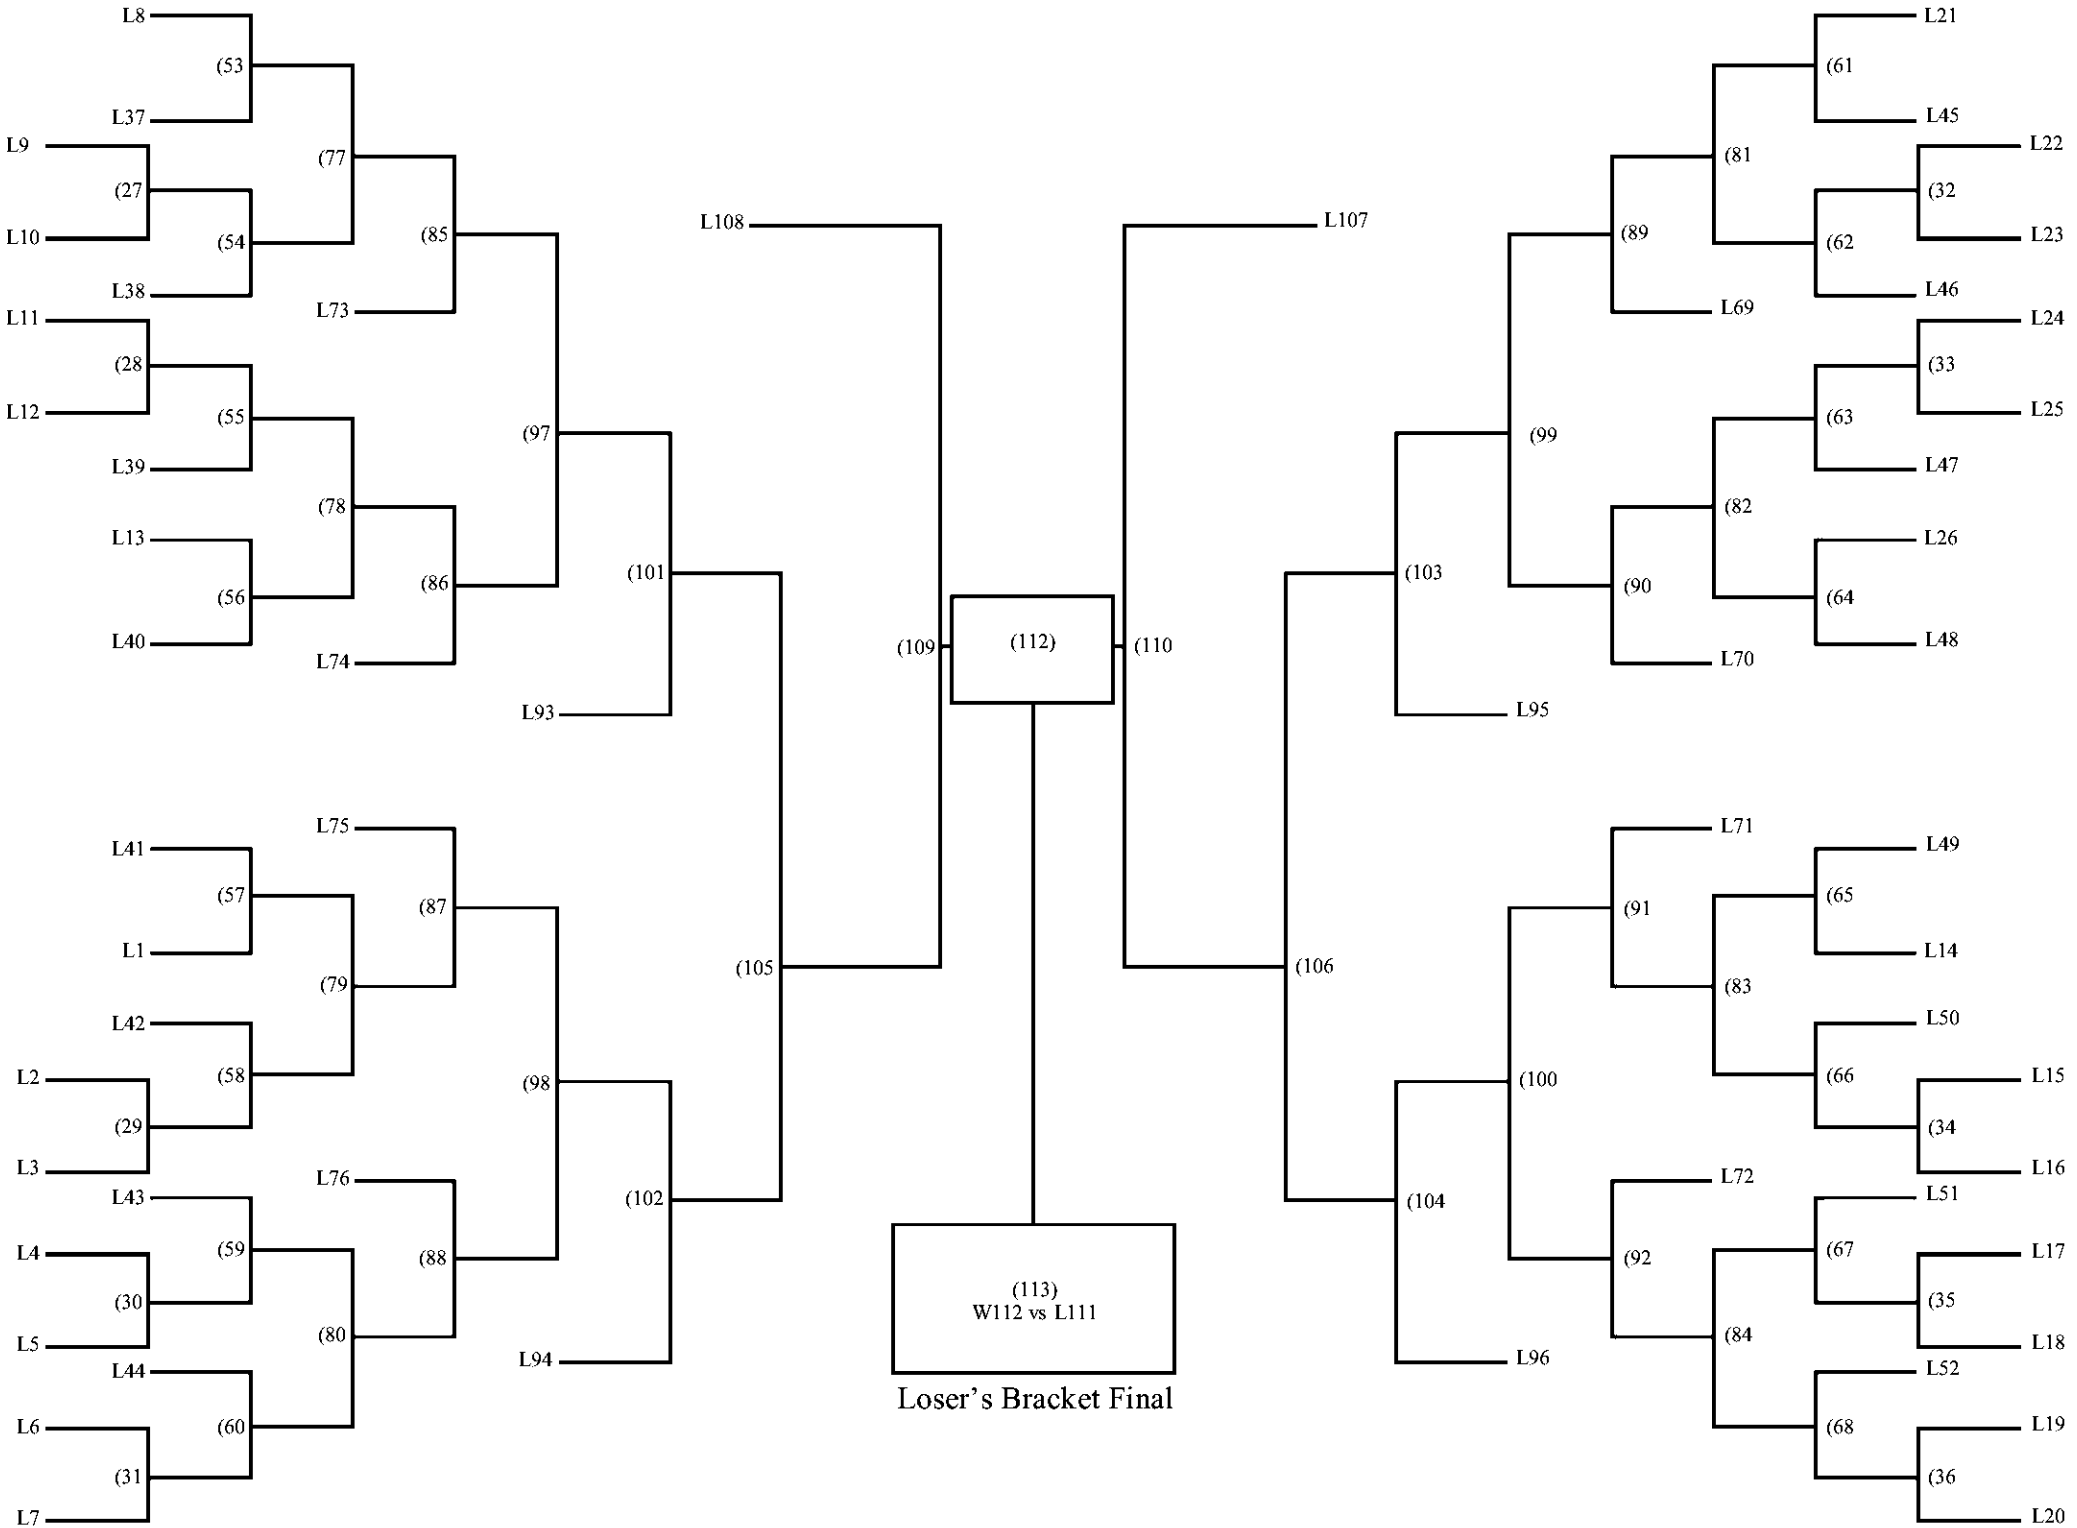 L8
L21
(53
(61
L37
L45
L9
L22
(77
(81
(27
(32
L108
L107
(85
(89
L10
(54
(62
L23
L38
L46
L73
L69
L11
L24
(28
(33
L12
(55
(63
L25
(97
(99
L39
L47
(78
(82
L13
L26
(101
(103
(86
(90
(56
(64
L40
(109
(112)
(110
L48
L74
L70
L93
L95
L75
L71
L41
L49
(57
(65
(87
(91
L1
L14
(105
(106
(79
(83
L42
L50
L2
(58
(98
(100
(66
L15
(29
(34
L3
L76
L72
L16
L43
(102
(104
L51
L4
(59
(88
(92
(67
L17
(30
(113)
(35
W112 vs L111
L5
(80
(84
L18
L44
L94
L96
L52
Loser's Bracket Final
L6
(60
(68
L19
(31
(36
L7
L20